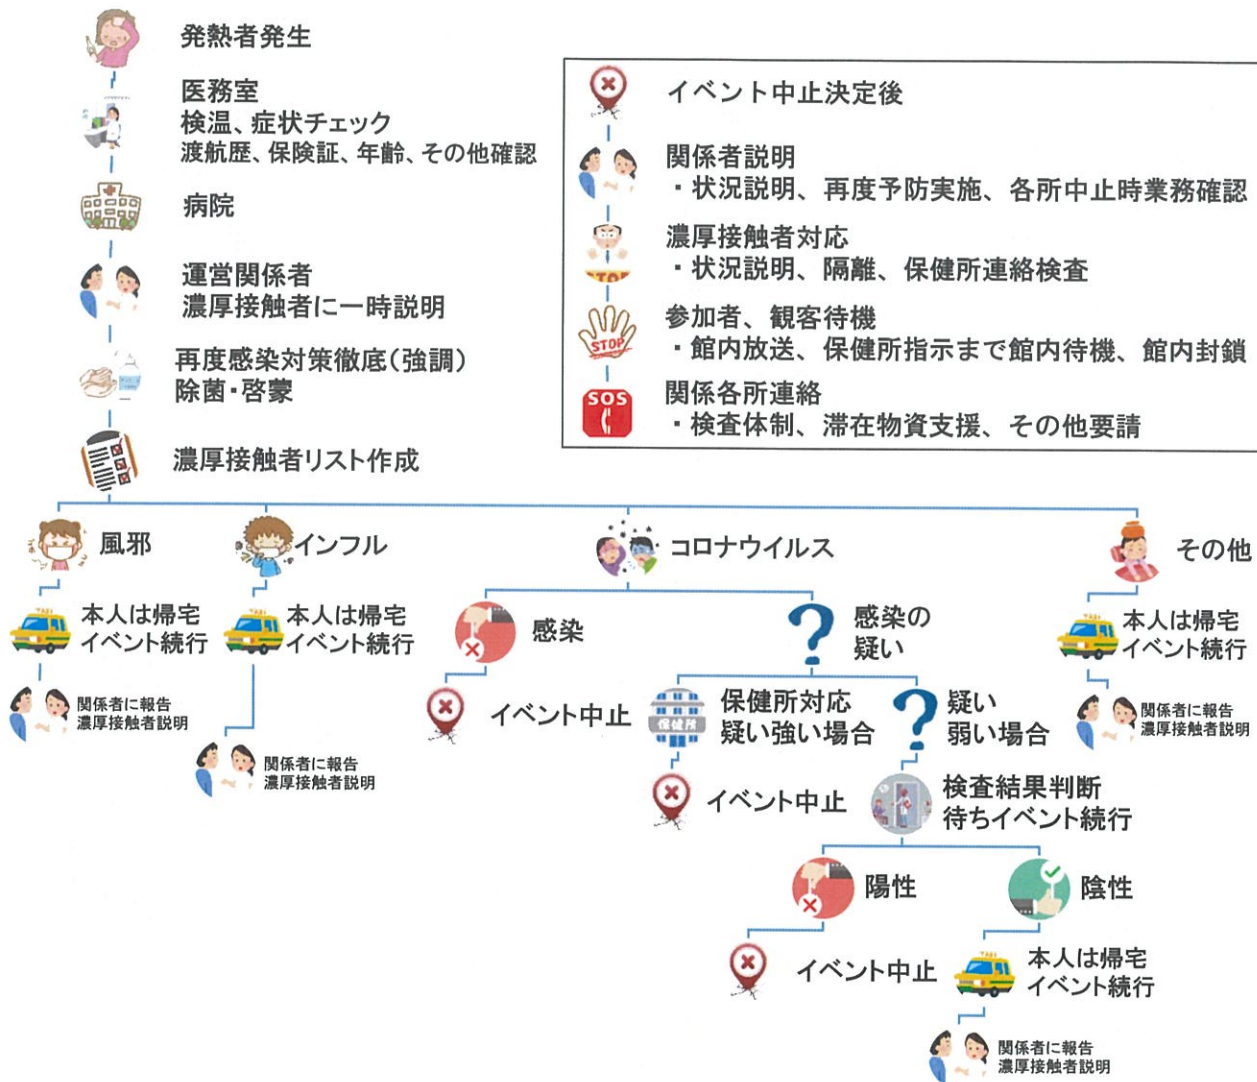 発熱者発生
医務室
検温、症状チェック
渡航歴、保険証、年齢、その他確認
病院
運営関係者
濃厚接触者に一時説明
再度感染対策徹底(強調)
除菌・啓蒙
濃厚接触者リスト作成
イベント中止決定後
関係者説明
・状況説明、再度予防実施、各所中止時業務確認
濃厚接触者対応
・状況説明、隔離、保健所連絡検査
参加者、観客待機
STOP
・館内放送、保健所指示まで館内待機、館内封鎖
SOS
関係各所連絡
・検査体制、滞在物資支援、その他要請
風邪
インフル
コロナウイルス
その他
本人は帰宅
イベント続行
本人は帰宅
イベント続行
感染
感染の
疑い
本人は帰宅
イベント続行
関係者に報告
濃厚接触者説明
関係者に報告
濃厚接触者説明
イベント中止
保健所
保健所対応
疑い強い場合
疑い
弱い場合
関係者に報告
濃厚接触者説明
イベント中止
検査結果判断
待ちイベント続行
陽性
陰性
イベント中止
本人は帰宅
イベント続行
関係者に報告
濃厚接触者説明